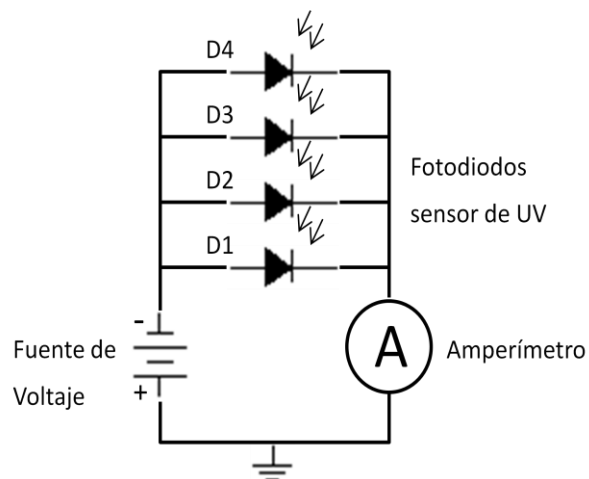 D4
D3
D2
D1
Fotodiodos
sensor de UV
-
Fuente de
Voltaje
+
A
Amperímetro